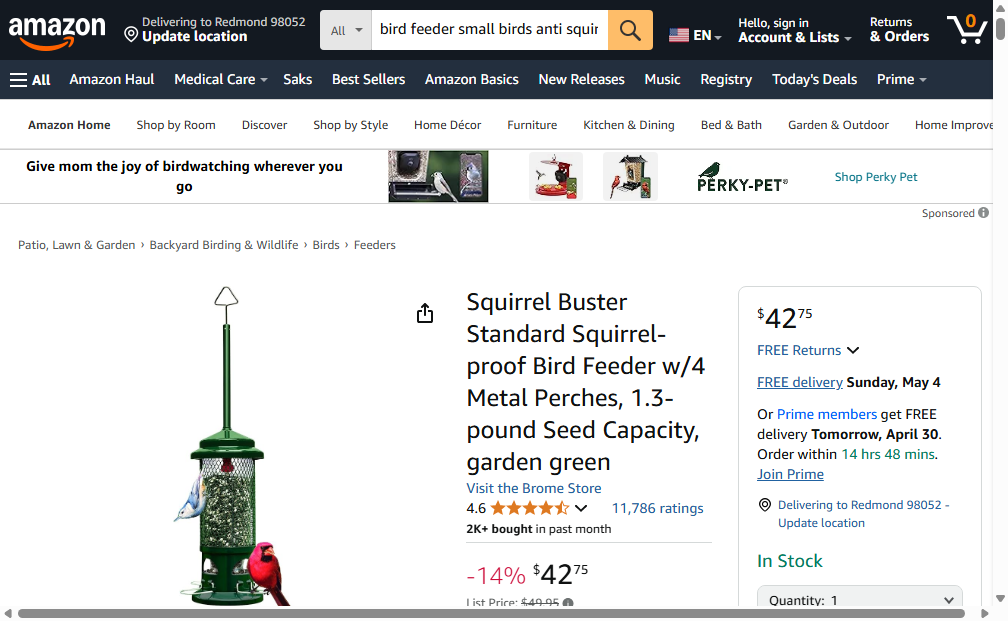 amazon
Delivering to Redmond 98052
Update location
All
bird feeder small birds anti squir
EN
Hello, sign in
Account & Lists
Returns
& Orders
0
All
Amazon Haul
Medical Care
Saks
Best Sellers
Amazon Basics
New Releases
Music
Registry
Today's Deals
Prime
Amazon Home
Shop by Room
Discover
Shop by Style
Home Décor
Furniture
Kitchen & Dining
Bed & Bath
Garden & Outdoor
Home Improve
Give mom the joy of birdwatching wherever you
go
PERKY-PET®
Shop Perky Pet
Sponsored
Patio, Lawn & Garden › Backyard Birding & Wildlife › Birds › Feeders
Squirrel Buster
Standard Squirrel-
proof Bird Feeder w/4
Metal Perches, 1.3-
pound Seed Capacity,
garden green
Visit the Brome Store
4.6
11,786 ratings
2K+ bought in past month
-14% $42 75
List Price: $49.95
$42 75
FREE Returns
FREE delivery Sunday, May 4
Or Prime members get FREE
delivery Tomorrow, April 30.
Order within 14 hrs 48 mins.
Join Prime
Delivering to Redmond 98052 -
Update location
In Stock
Quantity: 1